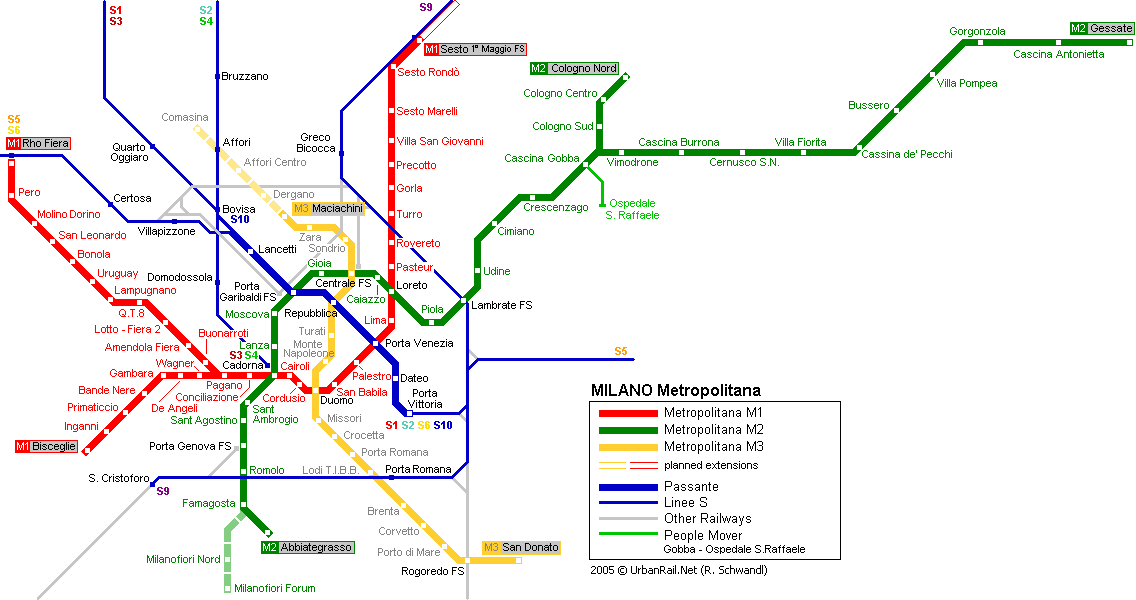 S1
S3
S2
S4
S9
M1 Sesto 1° Maggio FS
Sesto Rondò
Sesto Marelli
Villa San Giovanni
Precotto
Gorla
Turro
Rovereto
Pasteur
Loreto
Lima
Porta Venezia
Palestro
San Babila
Duomo
Cordusio
Cairoli
Cadorna
S3 S4
Conciliazione
Pagano
Wagner
De Angeli
Gambara
Bande Nere
Primaticcio
Inganni
M1 Bisceglie
Buonarroti
Amendola Fiera
Lotto - Fiera 2
Q.T.8
Lampugnano
Uruguay
Bonola
San Leonardo
Molino Dorino
Pero
S5
S6
M1 Rho Fiera
M2 Gessate
Cascina Antonietta
Gorgonzola
Villa Pompea
Bussero
Cassina de' Pecchi
Villa Fiorita
Cernusco S.N.
Cascina Burrona
Vimodrone
M2 Cologno Nord
Cologno Centro
Cologno Sud
Cascina Gobba
Ospedale
S. Raffaele
Crescenzago
Cimiano
Udine
Lambrate FS
Piola
Caiazzo
Centrale FS
Gioia
Porta
Garibaldi FS
Moscova
Lanza
Sant
Ambrogio
Sant Agostino
Porta Genova FS
Romolo
Famagosta
M2 Abbiategrasso
Milanofiori Nord
Milanofiori Forum
Comasina
Affori Centro
Dergano
M3 Maciachini
Zara
Sondrio
Repubblica
Turati
Monte
Napoleone
Missori
Crocetta
Porta Romana
Lodi T.I.B.B.
Brenta
Corvetto
Porto di Mare
Rogoredo FS
M3 San Donato
Bruzzano
Affori
Bovisa
S10
Quarto
Oggiaro
Certosa
Villapizzone
Lancetti
Domodossola
Greco
Bicocca
Dateo
Porta
Vittoria
S1 S2 S6 S10
S5
Porta Romana
S. Cristoforo
S9
MILANO Metropolitana
Metropolitana M1
Metropolitana M2
Metropolitana M3
planned extensions
Passante
Linee S
Other Railways
People Mover
Gobba - Ospedale S.Raffaele
2005 © UrbanRail.Net (R. Schwandl)